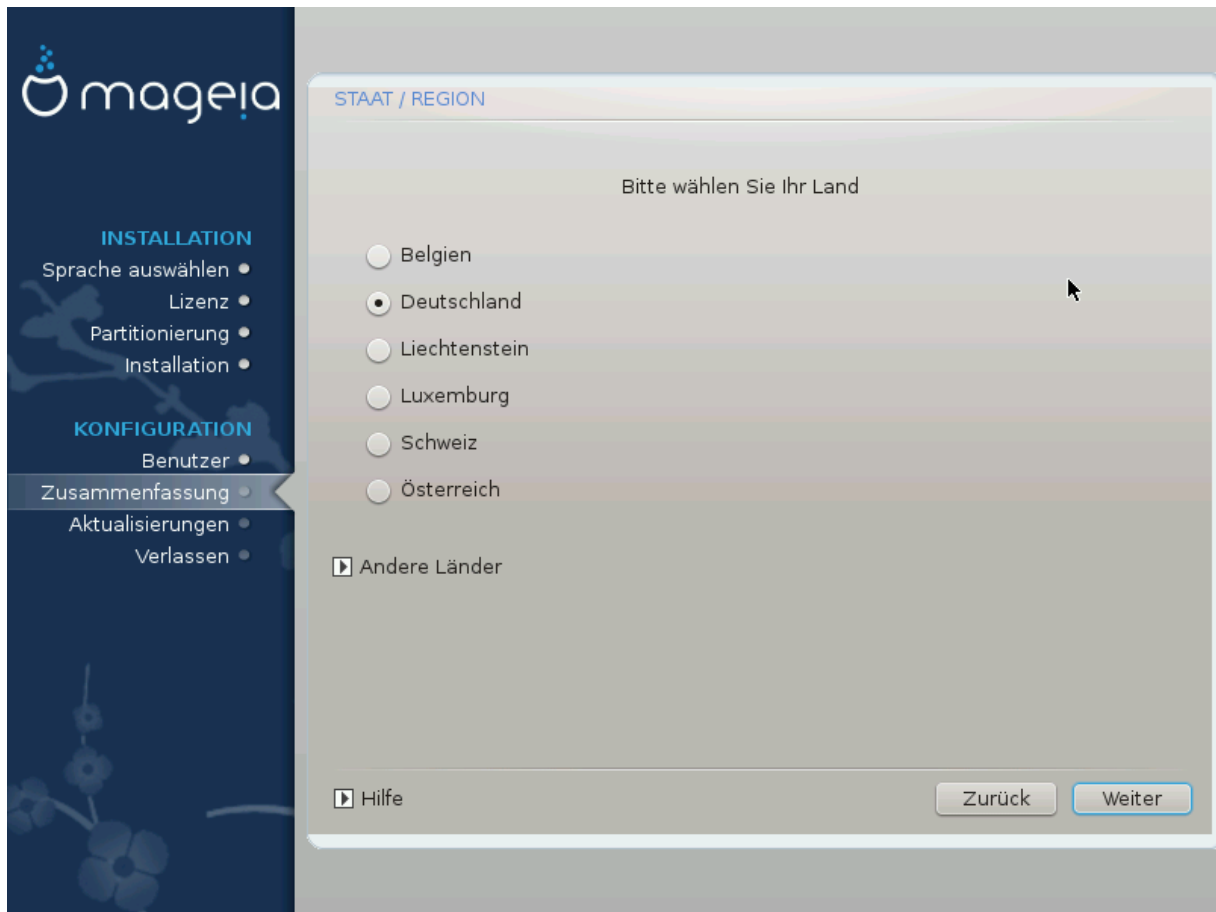 mageia
INSTALLATION
Sprache auswählen
Lizenz
Partitionierung
Installation
KONFIGURATION
Benutzer
Zusammenfassung
Aktualisierungen
Verlassen
STAAT / REGION
Bitte wählen Sie Ihr Land
Belgien
Deutschland
Liechtenstein
Luxemburg
Schweiz
Österreich
Andere Länder
Hilfe
Zurück
Weiter